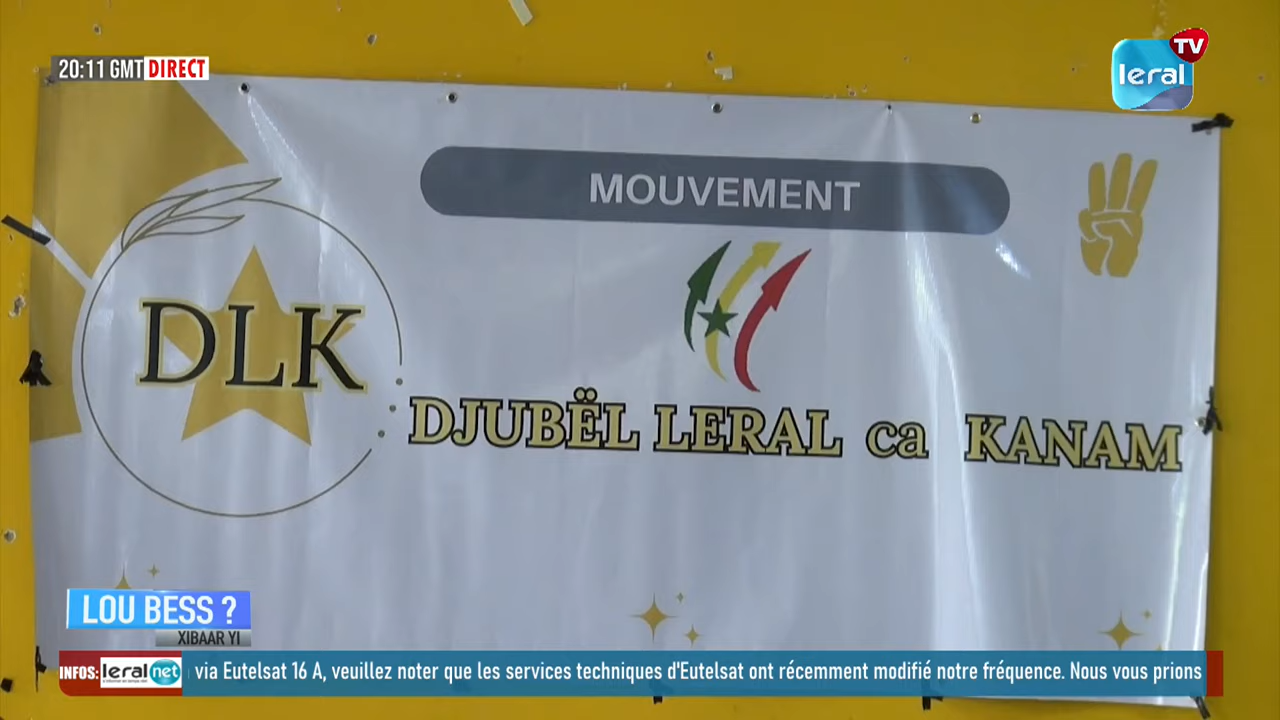 20:11 GMT DIRECT
leral TV
MOUVEMENT
DLK
DJUBËL LERAL ca KANAM
LOU BESS ?
XIBAAR YI
INFOS: leral net via Eutelsat 16 A, veuillez noter que les services techniques d'Eutelsat ont récemment modifié notre fréquence. Nous vous prions